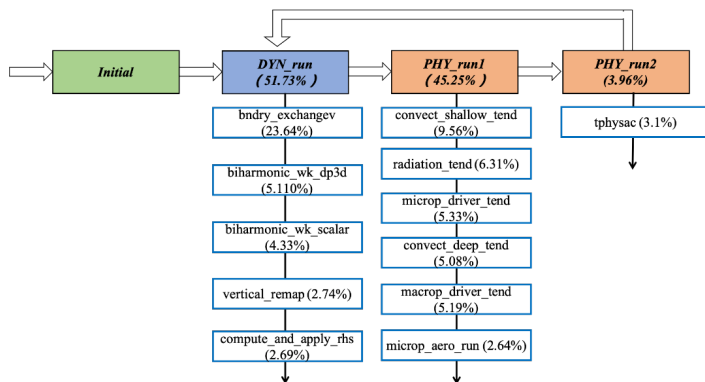 Initial
DYN_run
( 51.73% )
PHY_run1
( 45.25% )
PHY_run2
(3.96%)
bndry_exchangev
(23.64%)
biharmonic_wk_dp3d
(5.110%)
biharmonic_wk_scalar
(4.33%)
vertical_remap (2.74%)
compute_and_apply_rhs
(2.69%)
convect_shallow_tend
(9.56%)
radiation_tend (6.31%)
microp_driver_tend
(5.33%)
convect_deep_tend
(5.08%)
macrop_driver_tend
(5.19%)
microp_aero_run (2.64%)
tphysac (3.1%)